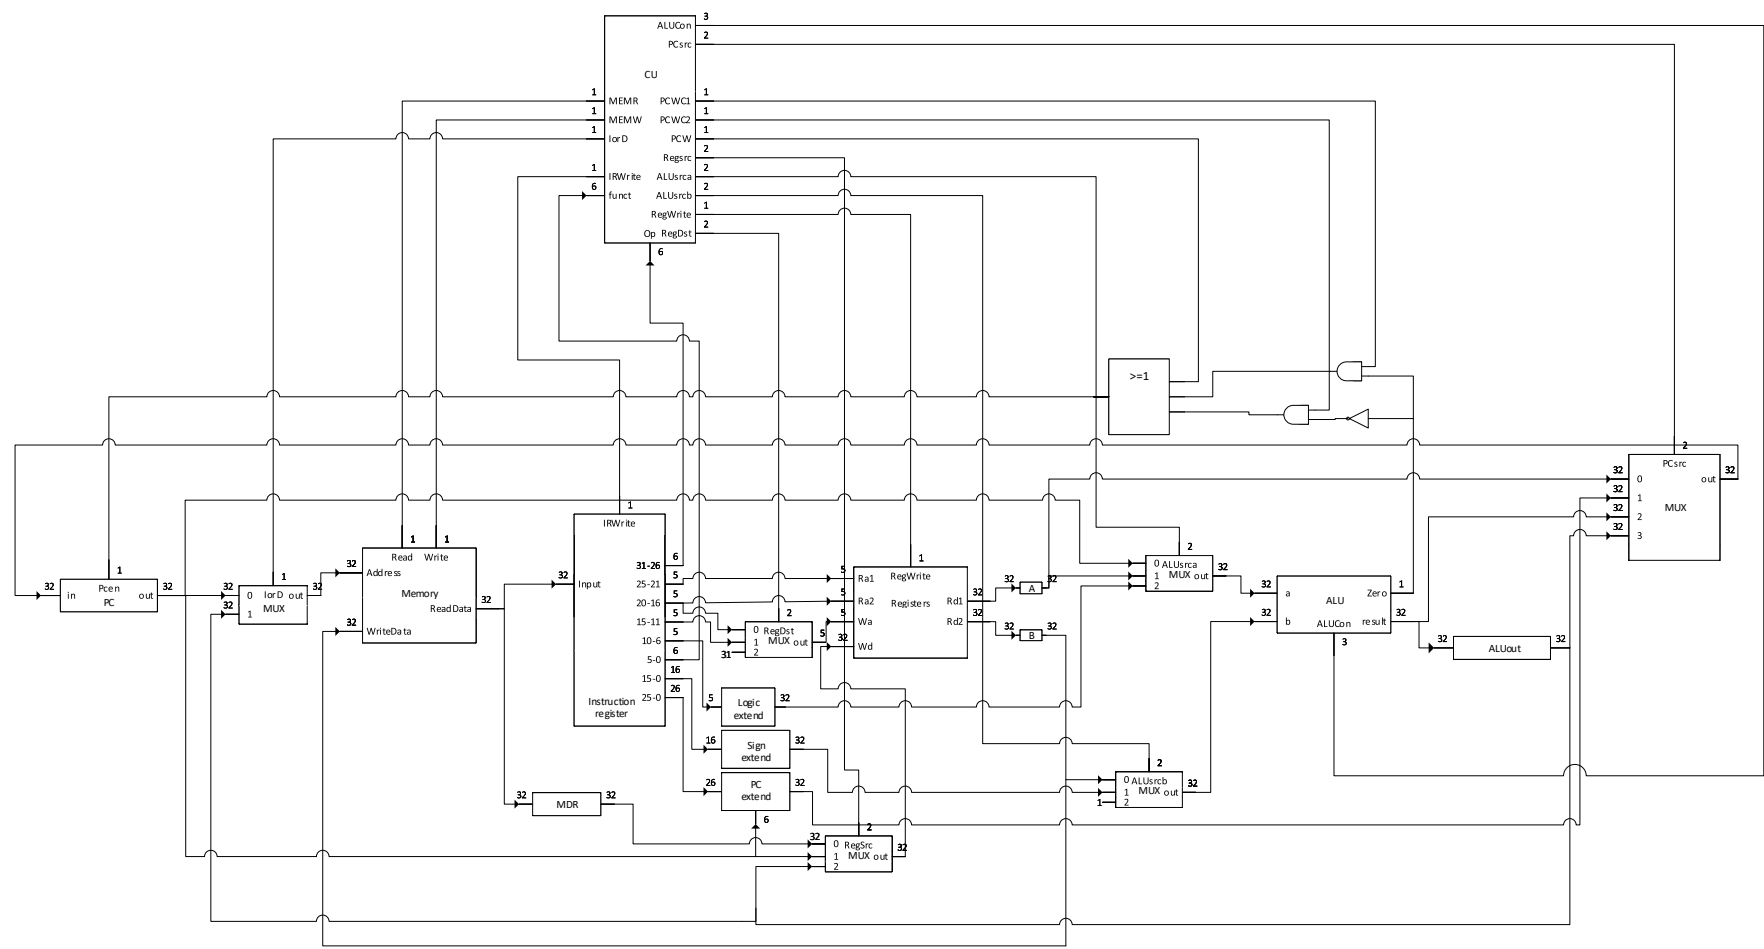 ALUCon 3
PCsrc 2
CU
1 MEMR PCWC1 1
1 MEMW PCWC2 1
1 IorD PCW 1
Regsrc 2
1 IRWrite ALUsrca 2
6 funct ALUsrcb 2
RegWrite 1
Op RegDst 2
6
>=1
2
PCsrc
32 0 out 32
32 1
MUX
32 2
32 3
1
IRWrite
31-26 6
32 Input 25-21 5
20-16 5
15-11 5
10-6 5
5-0 6
15-0 16
25-0 26
Instruction
register
1
Pcen
32 in out 32
PC
1
32 0 IorD out 32
MUX
32 1
1 1
Read Write
32 Address
Memory
ReadData 32
32 WriteData
2
0 RegDst
1 MUX out 5
31 2
1
RegWrite
5 Ra1
5 Ra2 Registers Rd1 32
5 Wa Rd2 32
32 Wd
32 A 32
32 B 32
2
32 0 ALUsrca
32 1 MUX out 32
32 2
32 a Zero 1
ALU
32 b result 32
ALUCon
3
32 ALUout 32
5 Logic 32
extend
16 Sign 32
extend
26 PC 32
extend
6
32 MDR 32
2
0 ALUsrcb
1 MUX out 32
1 2
2
32 0 RegSrc
1 MUX out 32
2